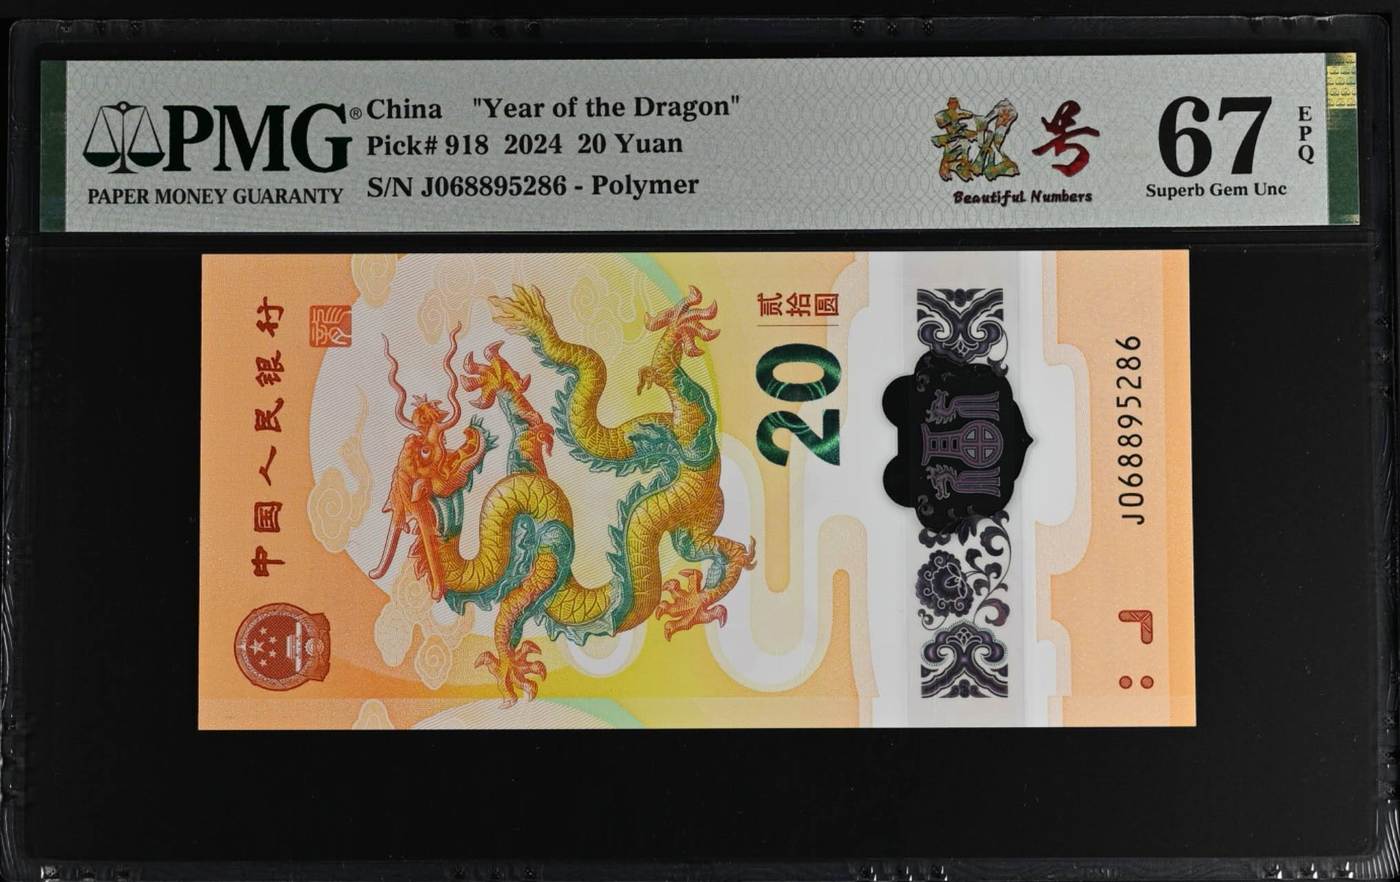 PMG®
PAPER MONEY GUARANTY
China "Year of the Dragon"
Pick# 918 2024 20 Yuan
S/N J068895286 - Polymer
靓号
Beautiful Numbers
67
EPQ
Superb Gem Unc
中国人民银行
贰拾圆
20
J068895286